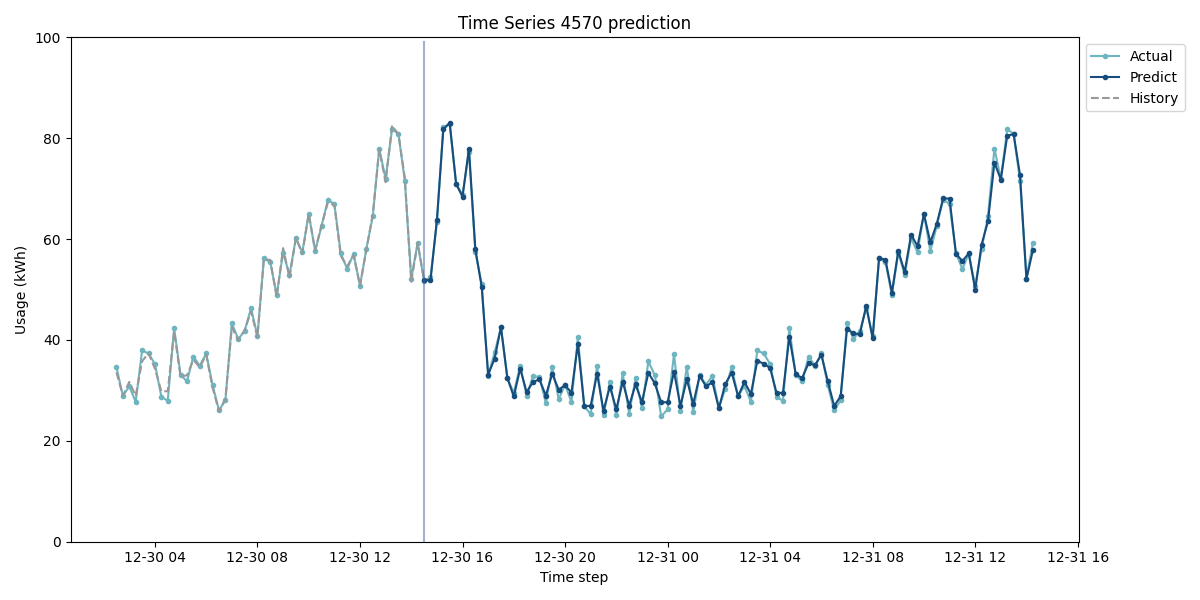 Time Series 4570 prediction
100
80
60
40
20
0
Usage (kWh)
12-30 04
12-30 08
12-30 12
12-30 16
12-30 20
12-31 00
12-31 04
12-31 08
12-31 12
12-31 16
Time step
Actual
Predict
History